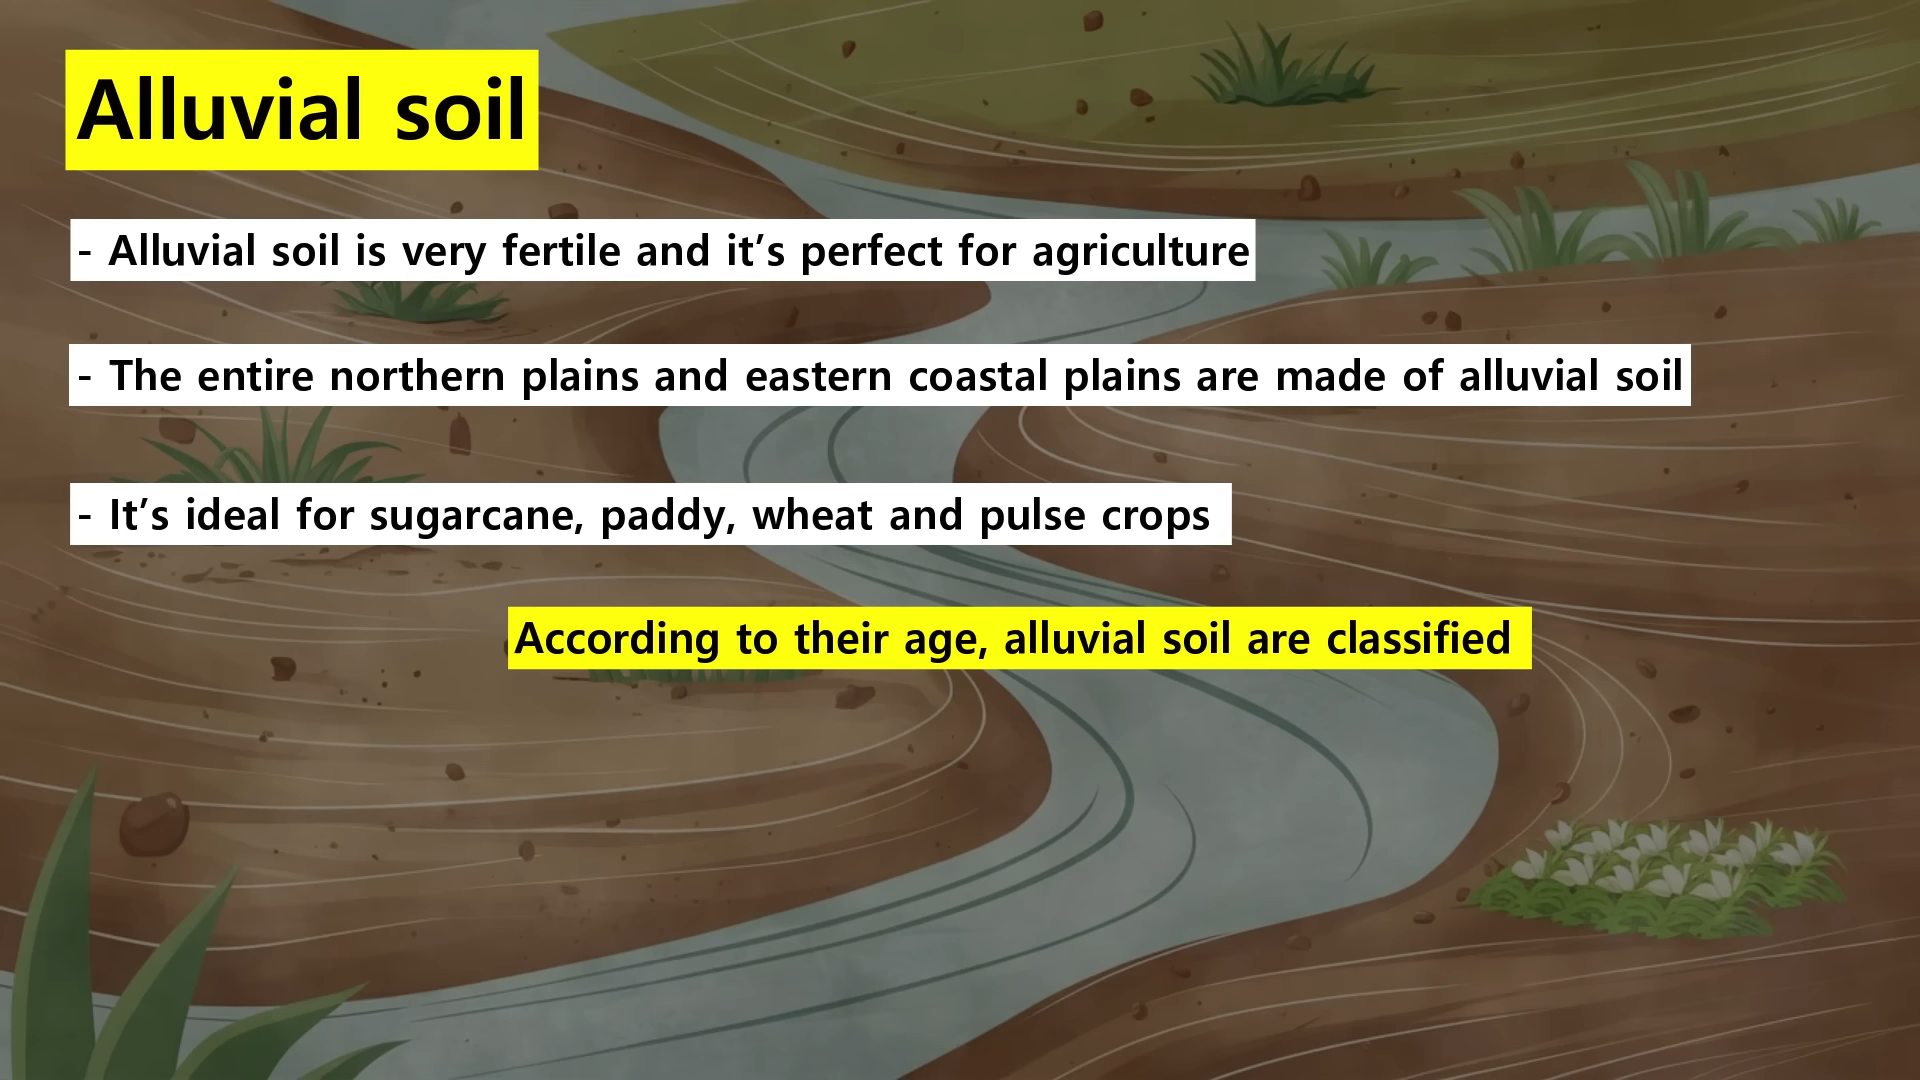 Alluvial soil
- Alluvial soil is very fertile and it’s perfect for agriculture
- The entire northern plains and eastern coastal plains are made of alluvial soil
- It’s ideal for sugarcane, paddy, wheat and pulse crops
According to their age, alluvial soil are classified